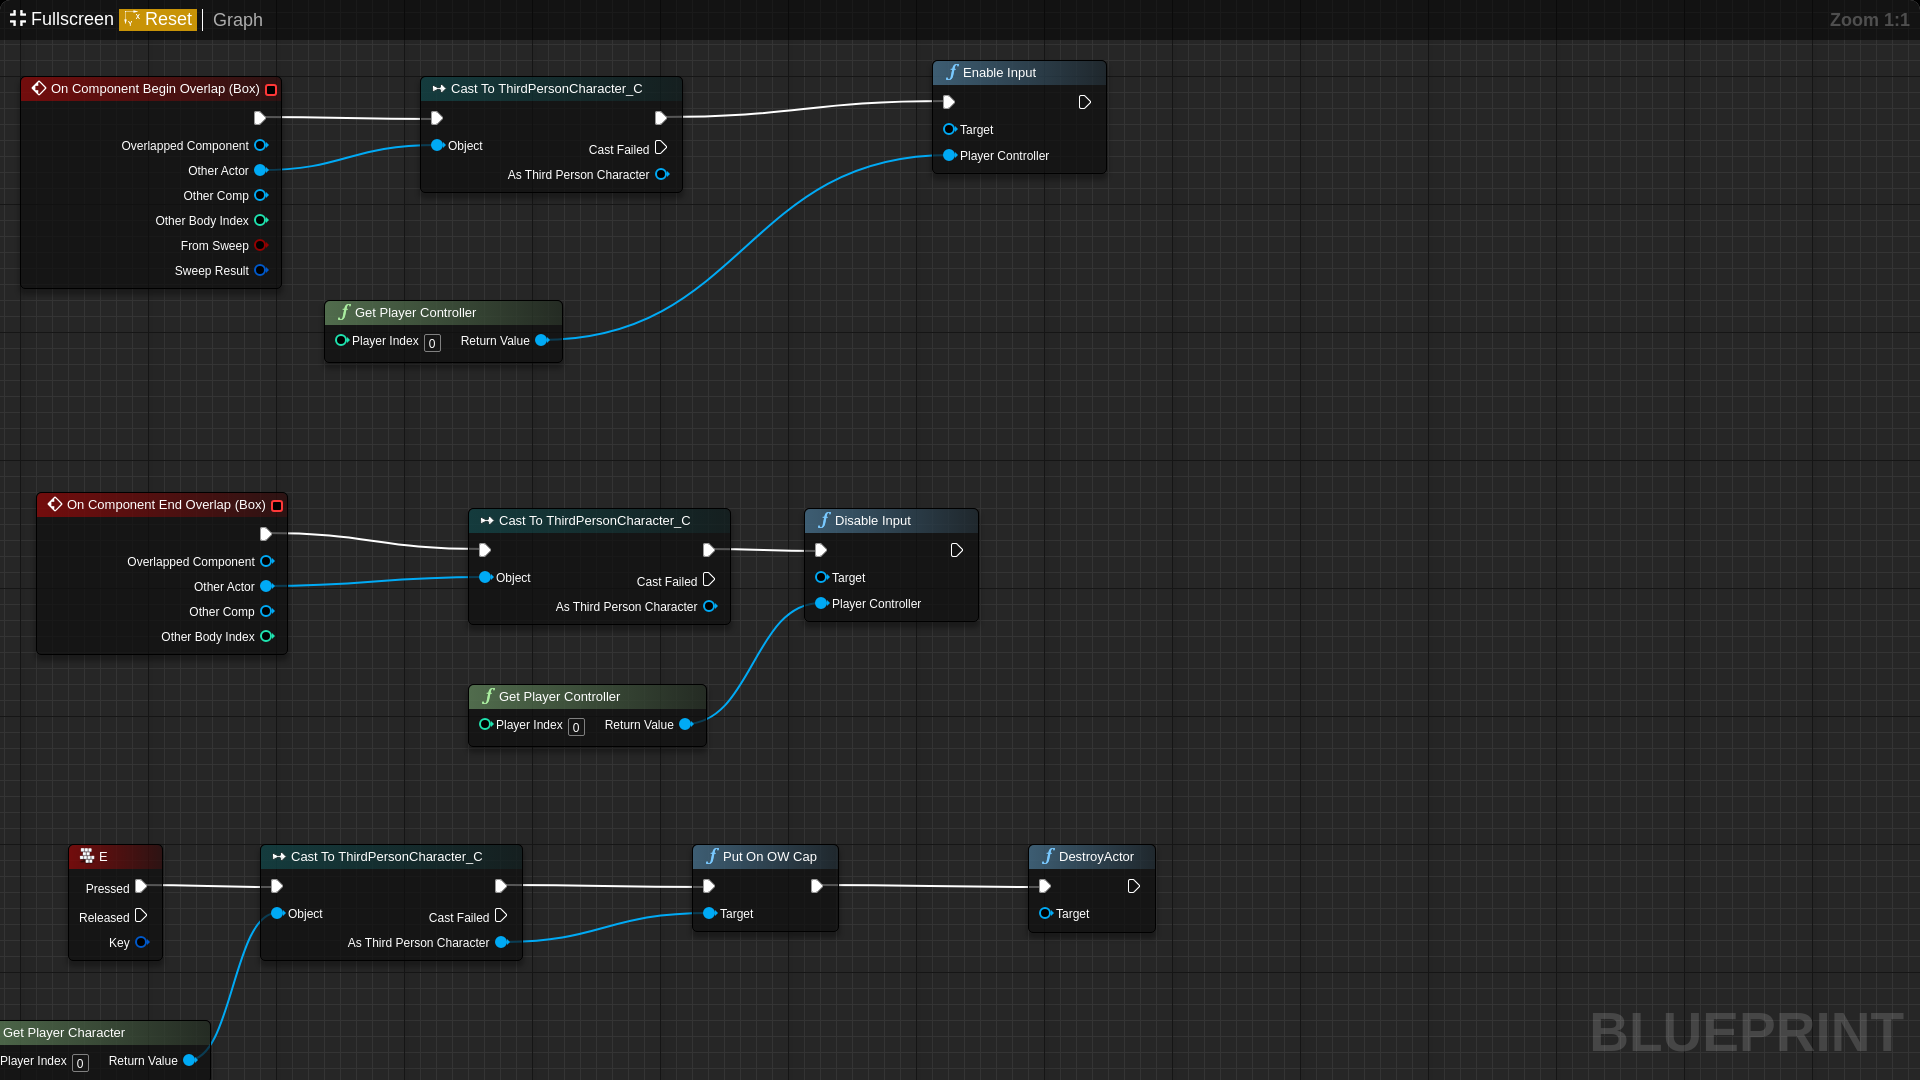 Fullscreen Reset Graph Zoom 1:1
On Component Begin Overlap (Box)
Overlapped Component
Other Actor
Other Comp
Other Body Index
From Sweep
Sweep Result
Cast To ThirdPersonCharacter_C
Object
Cast Failed
As Third Person Character
Enable Input
Target
Player Controller
Get Player Controller
Player Index 0 Return Value
On Component End Overlap (Box)
Overlapped Component
Other Actor
Other Comp
Other Body Index
Cast To ThirdPersonCharacter_C
Object
Cast Failed
As Third Person Character
Disable Input
Target
Player Controller
Get Player Controller
Player Index 0 Return Value
E
Pressed
Released
Key
Cast To ThirdPersonCharacter_C
Object
Cast Failed
As Third Person Character
Put On OW Cap
Target
DestroyActor
Target
Get Player Character
Player Index 0 Return Value
BLUEPRINT